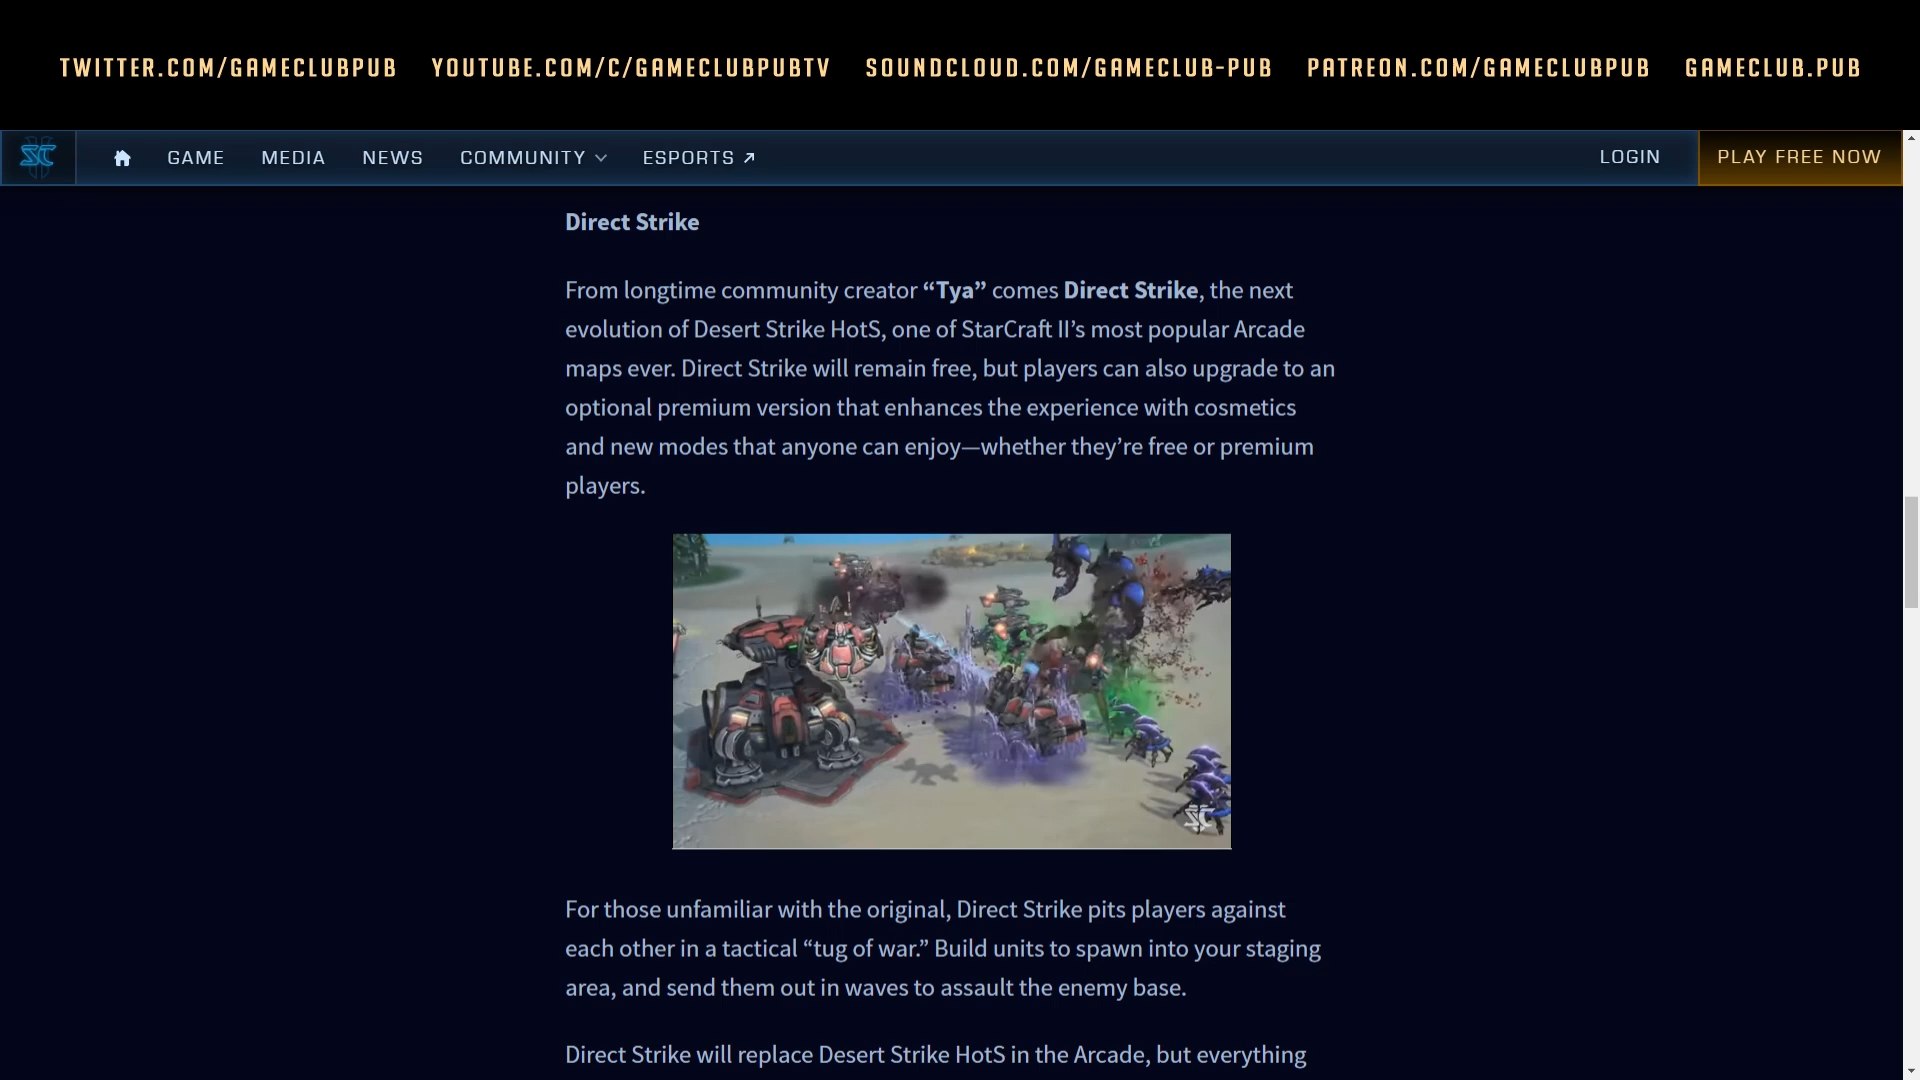 TWITTER.COM/GAMECLUBPUB YOUTUBE.COM/C/GAMECLUBPUBTV SOUNDCLOUD.COM/GAMECLUB-PUB PATREON.COM/GAMECLUBPUB GAMECLUB.PUB
SC GAME MEDIA NEWS COMMUNITY ESPORTS LOGIN PLAY FREE NOW
Direct Strike
From longtime community creator “Tya” comes Direct Strike, the next
evolution of Desert Strike HotS, one of StarCraft II’s most popular Arcade
maps ever. Direct Strike will remain free, but players can also upgrade to an
optional premium version that enhances the experience with cosmetics
and new modes that anyone can enjoy—whether they’re free or premium
players.
SC
For those unfamiliar with the original, Direct Strike pits players against
each other in a tactical “tug of war.” Build units to spawn into your staging
area, and send them out in waves to assault the enemy base.
Direct Strike will replace Desert Strike HotS in the Arcade, but everything